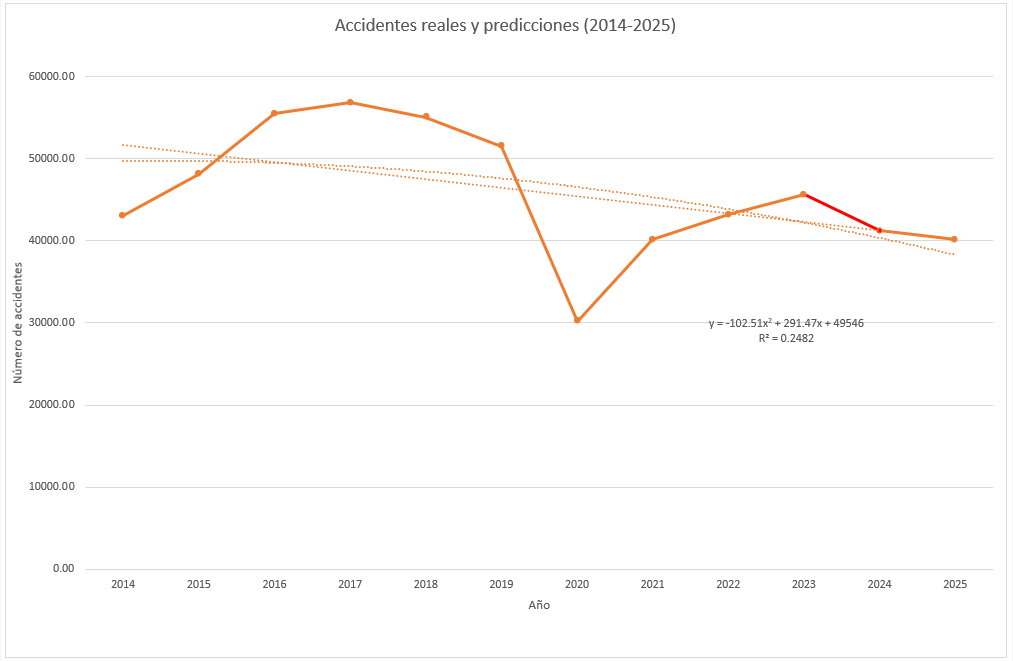 Accidentes reales y predicciones (2014-2025)
60000.00
50000.00
40000.00
30000.00
20000.00
10000.00
0.00
Número de accidentes
y = -102.51x² + 291.47x + 49546
R² = 0.2482
2014 2015 2016 2017 2018 2019 2020 2021 2022 2023 2024 2025
Año